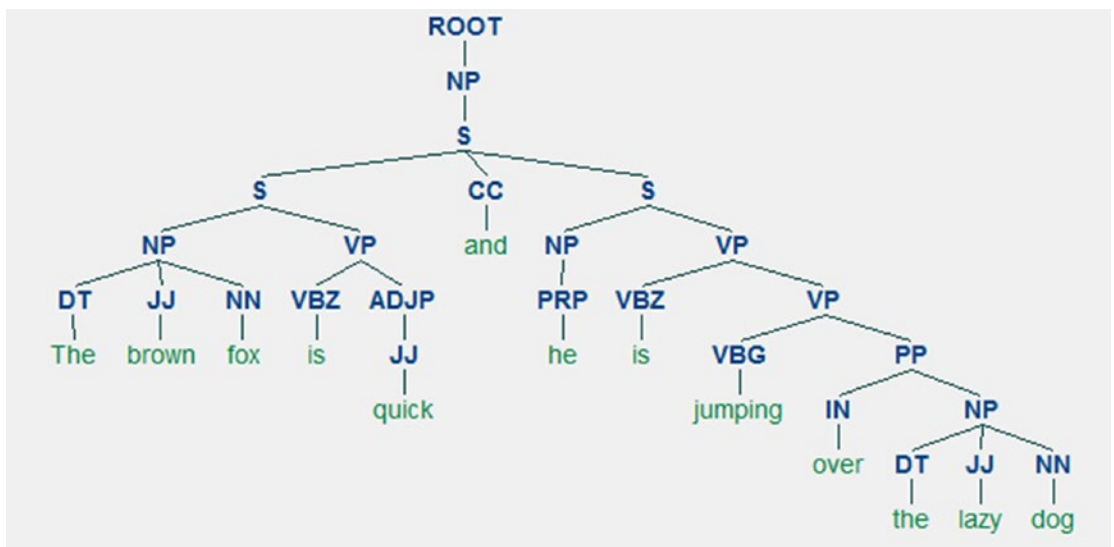 ROOT
NP
S
S CC S
NP VP and NP VP
DT JJ NN VBZ ADJP PRP VBZ VP
The brown fox is JJ he is VBG PP
quick jumping IN NP
over DT JJ NN
the lazy dog